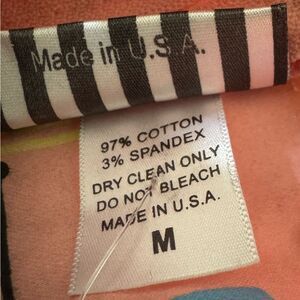 Made in U.S.A.
97% COTTON
3% SPANDEX
DRY CLEAN ONLY
DO NOT BLEACH
MADE IN U.S.A.
M